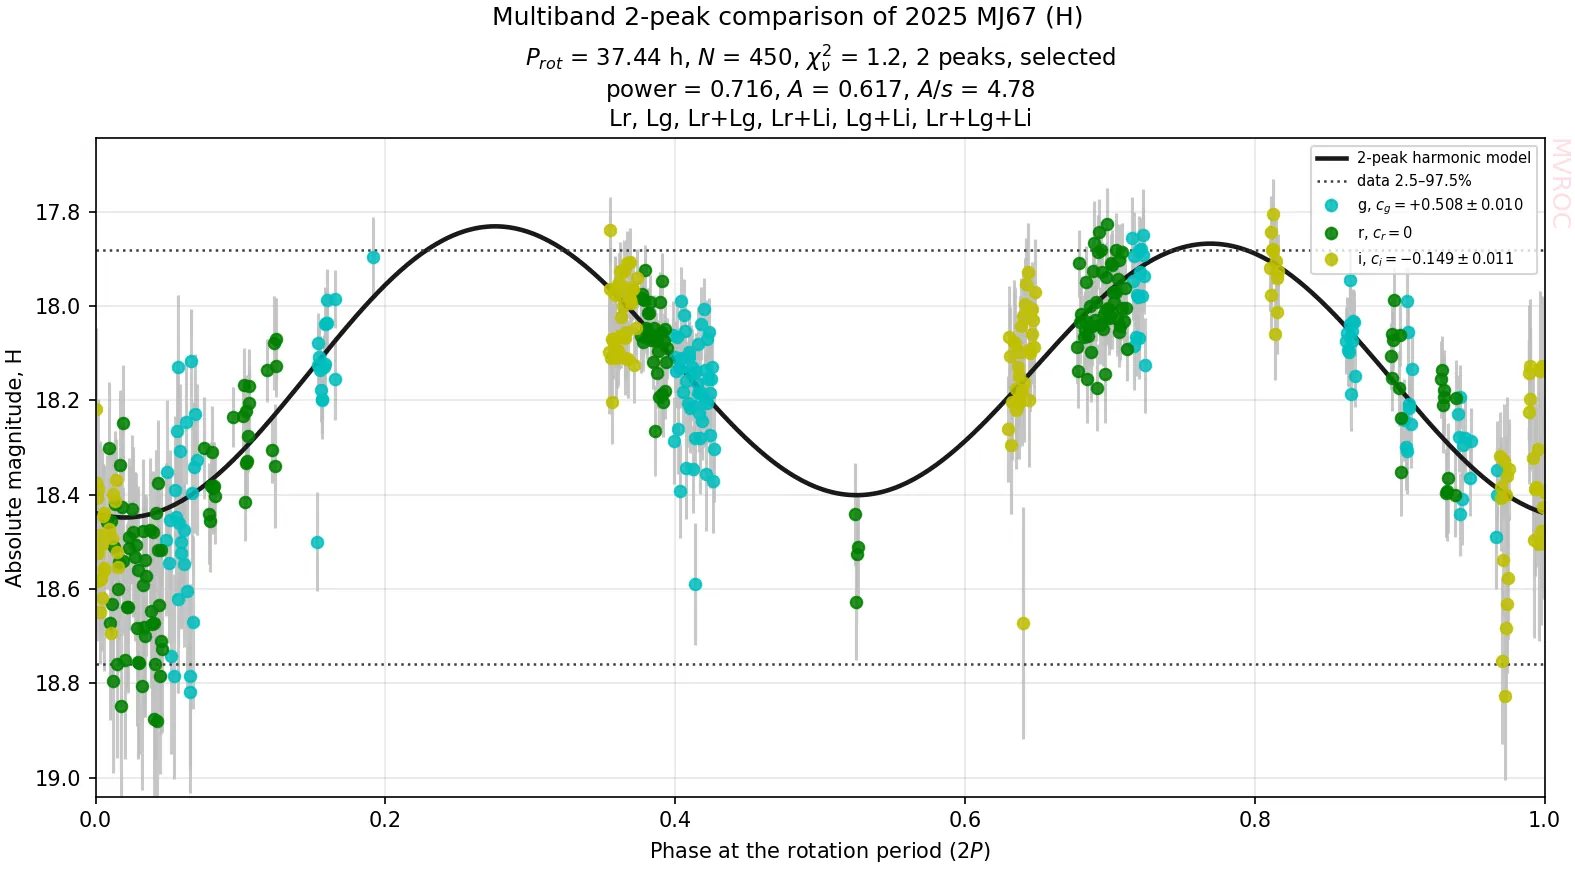 Multiband 2-peak comparison of 2025 MJ67 (H)
P_rot = 37.44 h, N = 450, χ²_ν = 1.2, 2 peaks, selected
power = 0.716, A = 0.617, A/s = 4.78
Lr, Lg, Lr+Lg, Lr+Li, Lg+Li, Lr+Lg+Li
MVROC
2-peak harmonic model
data 2.5–97.5%
g, c_g = +0.508 ± 0.010
r, c_r = 0
i, c_i = −0.149 ± 0.011
Absolute magnitude, H
17.8
18.0
18.2
18.4
18.6
18.8
19.0
0.0 0.2 0.4 0.6 0.8 1.0
Phase at the rotation period (2P)